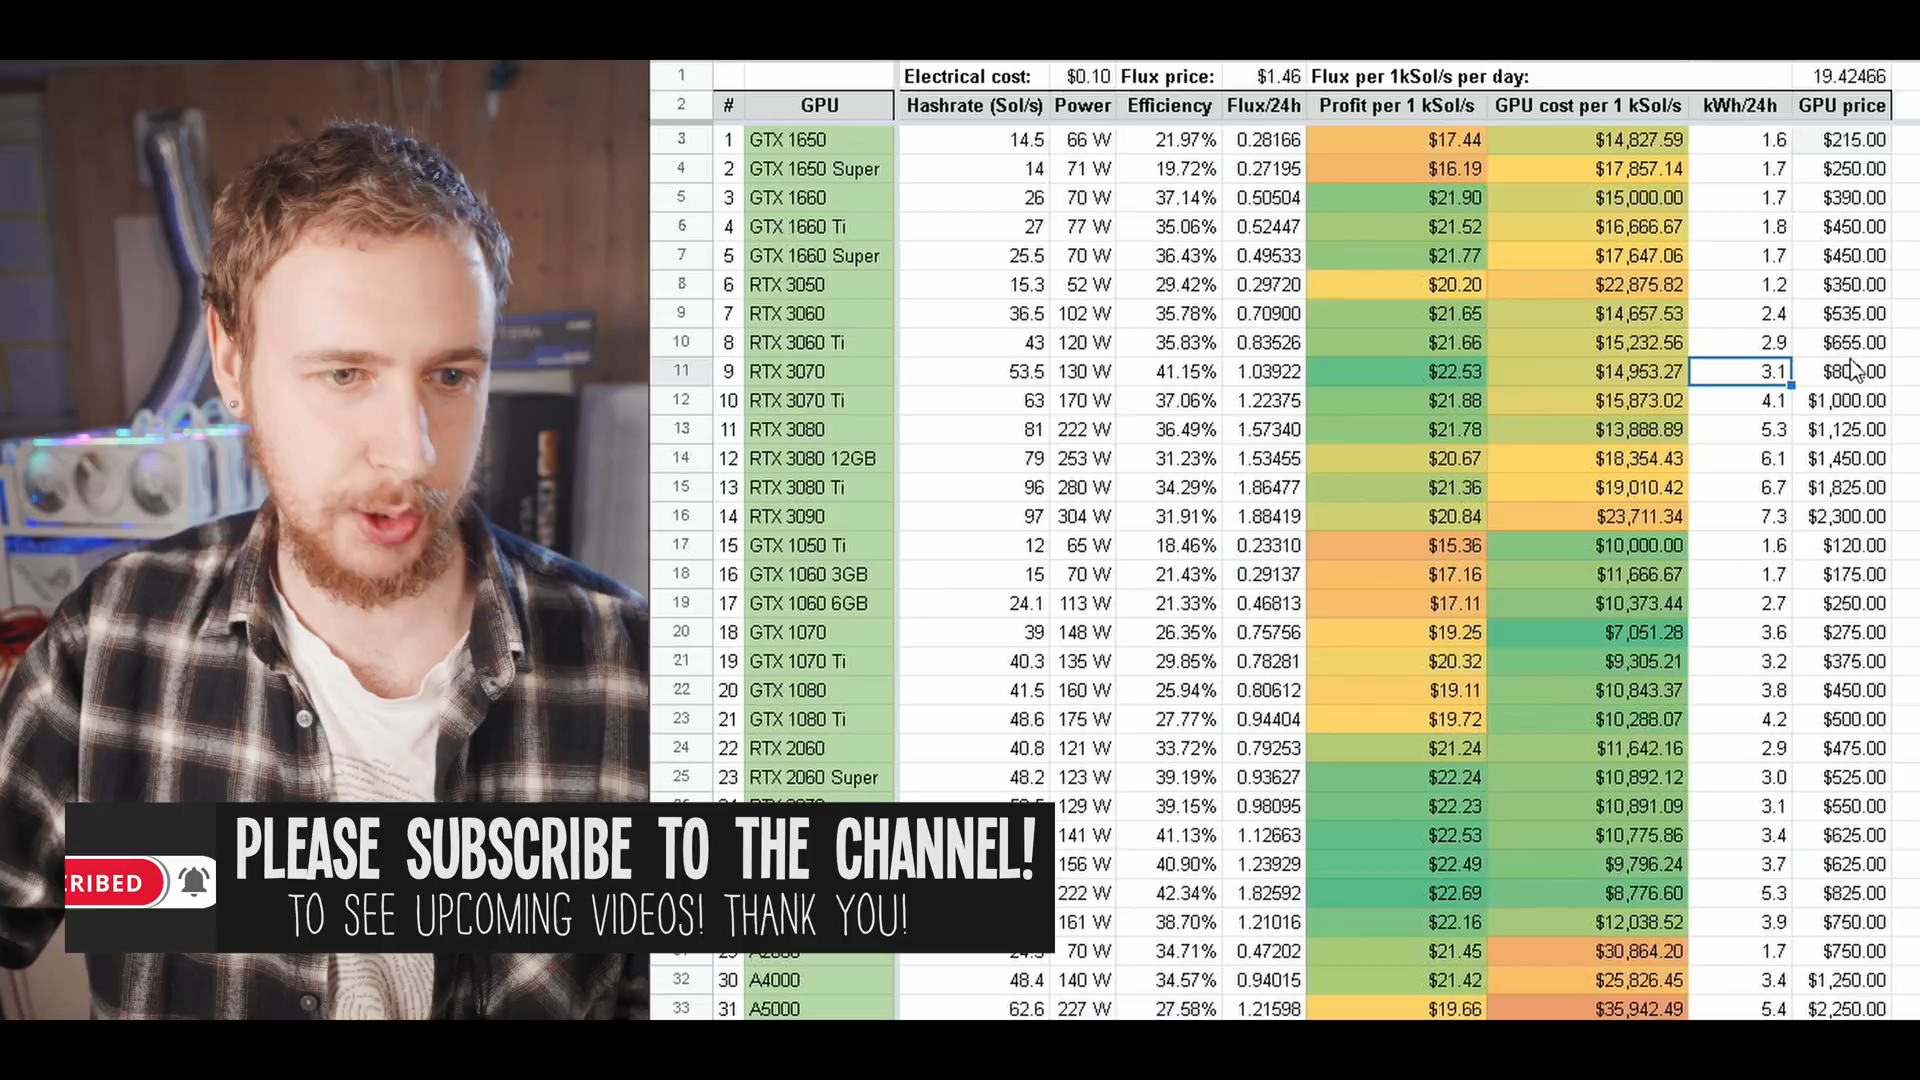 1 Electrical cost: $0.10 Flux price: $1.46 Flux per 1kSol/s per day: 19.42466
2 # GPU Hashrate (Sol/s) Power Efficiency Flux/24h Profit per 1 kSol/s GPU cost per 1 kSol/s kWh/24h GPU price
3 1 GTX 1650 14.5 66 W 21.97% 0.28166 $17.44 $14,827.59 1.6 $215.00
4 2 GTX 1650 Super 14 71 W 19.72% 0.27195 $16.19 $17,857.14 1.7 $250.00
5 3 GTX 1660 26 70 W 37.14% 0.50504 $21.90 $15,000.00 1.7 $390.00
6 4 GTX 1660 Ti 27 77 W 35.06% 0.52447 $21.52 $16,666.67 1.8 $450.00
7 5 GTX 1660 Super 25.5 70 W 36.43% 0.49533 $21.77 $17,647.06 1.7 $450.00
8 6 RTX 3050 15.3 52 W 29.42% 0.29720 $20.20 $22,875.82 1.2 $350.00
9 7 RTX 3060 36.5 102 W 35.78% 0.70900 $21.65 $14,657.53 2.4 $535.00
10 8 RTX 3060 Ti 43 120 W 35.83% 0.83526 $21.66 $15,232.56 2.9 $655.00
11 9 RTX 3070 53.5 130 W 41.15% 1.03922 $22.53 $14,953.27 3.1
12 10 RTX 3070 Ti 63 170 W 37.06% 1.22375 $21.88 $15,873.02 4.1 $1,000.00
13 11 RTX 3080 81 222 W 36.49% 1.57340 $21.78 $13,888.89 5.3 $1,125.00
14 12 RTX 3080 12GB 79 253 W 31.23% 1.53455 $20.67 $18,354.43 6.1 $1,450.00
15 13 RTX 3080 Ti 96 280 W 34.29% 1.86477 $21.36 $19,010.42 6.7 $1,825.00
16 14 RTX 3090 97 304 W 31.91% 1.88419 $20.84 $23,711.34 7.3 $2,300.00
17 15 GTX 1050 Ti 12 65 W 18.46% 0.23310 $15.36 $10,000.00 1.6 $120.00
18 16 GTX 1060 3GB 15 70 W 21.43% 0.29137 $17.16 $11,666.67 1.7 $175.00
19 17 GTX 1060 6GB 24.1 113 W 21.33% 0.46813 $17.11 $10,373.44 2.7 $250.00
20 18 GTX 1070 39 148 W 26.35% 0.75756 $19.25 $7,051.28 3.6 $275.00
21 19 GTX 1070 Ti 40.3 135 W 29.85% 0.78281 $20.32 $9,305.21 3.2 $375.00
22 20 GTX 1080 41.5 160 W 25.94% 0.80612 $19.11 $10,843.37 3.8 $450.00
23 21 GTX 1080 Ti 48.6 175 W 27.77% 0.94404 $19.72 $10,288.07 4.2 $500.00
24 22 RTX 2060 40.8 121 W 33.72% 0.79253 $21.24 $11,642.16 2.9 $475.00
25 23 RTX 2060 Super 48.2 123 W 39.19% 0.93627 $22.24 $10,892.12 3.0 $525.00
129 W 39.15% 0.98095 $22.23 $10,891.09 3.1 $550.00
141 W 41.13% 1.12663 $22.53 $10,775.86 3.4 $625.00
156 W 40.90% 1.23929 $22.49 $9,796.24 3.7 $625.00
222 W 42.34% 1.82592 $22.69 $8,776.60 5.3 $825.00
161 W 38.70% 1.21016 $22.16 $12,038.52 3.9 $750.00
70 W 34.71% 0.47202 $21.45 $30,864.20 1.7 $750.00
32 30 A4000 48.4 140 W 34.57% 0.94015 $21.42 $25,826.45 3.4 $1,250.00
33 31 A5000 62.6 227 W 27.58% 1.21598 $19.66 $35,942.49 5.4 $2,250.00
PLEASE SUBSCRIBE TO THE CHANNEL!
CRIBED
TO SEE UPCOMING VIDEOS! THANK YOU!